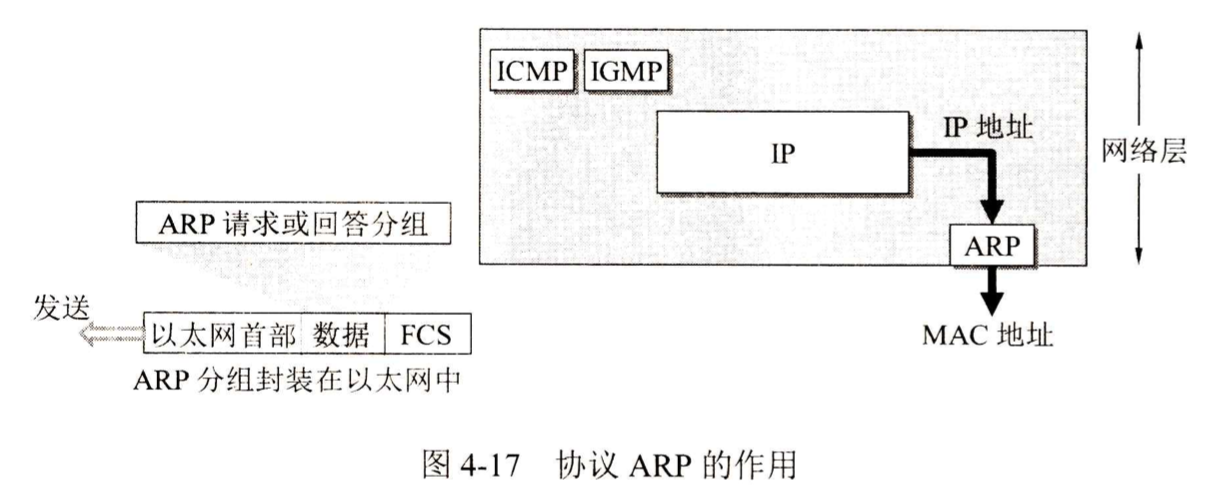 ICMP IGMP
IP 地址
IP
网络层
ARP 请求或回答分组
ARP
发送
以太网首部 数据 FCS
MAC 地址
ARP 分组封装在以太网中
图 4-17 协议 ARP 的作用